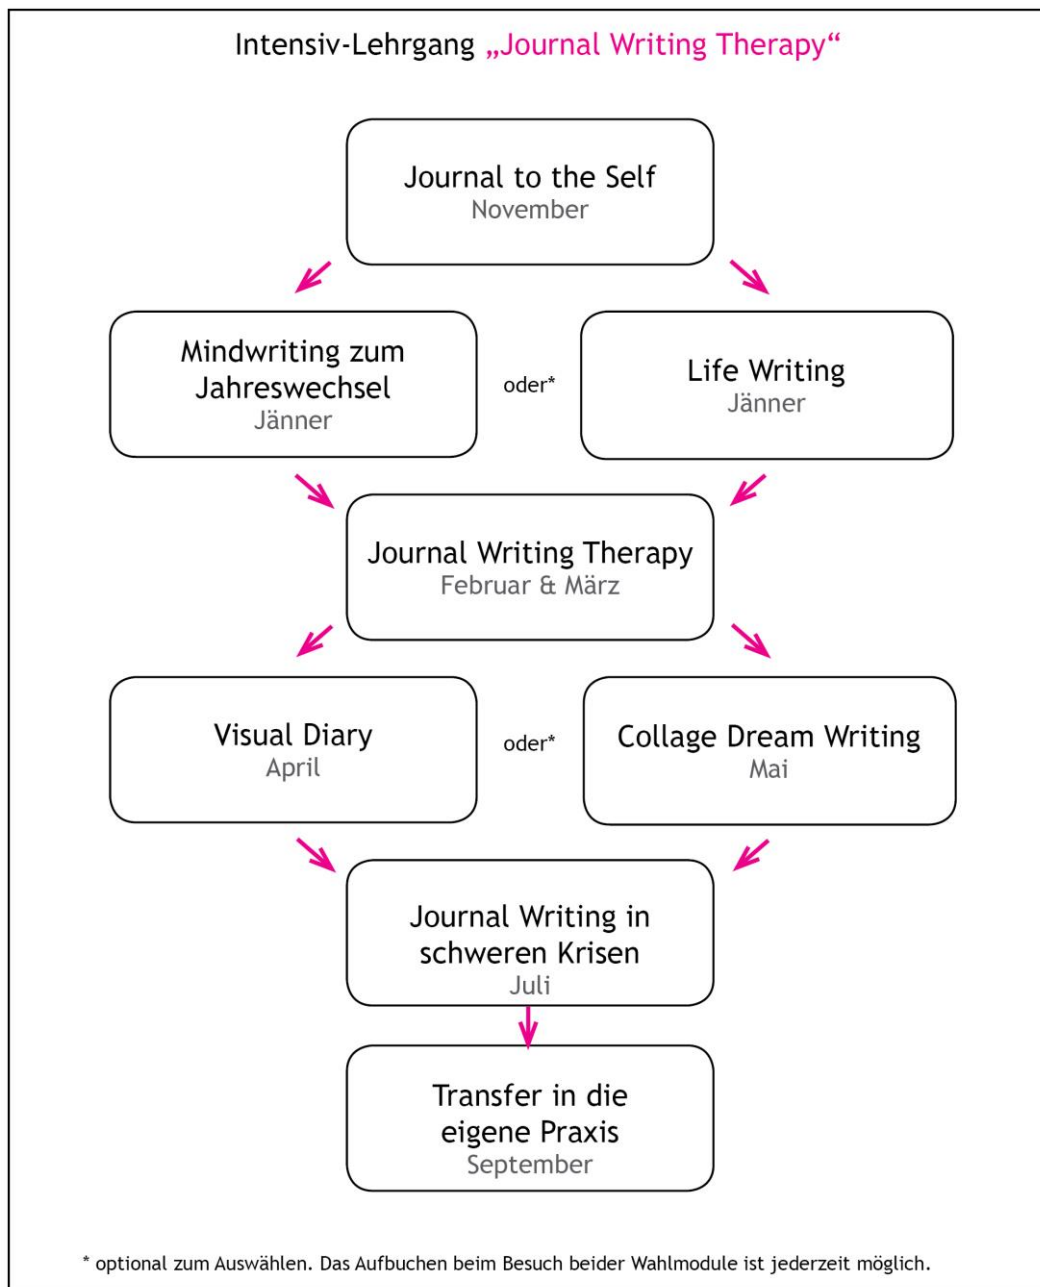 Intensiv-Lehrgang „Journal Writing Therapy“
Journal to the Self
November
Mindwriting zum
Jahreswechsel
Jänner
oder*
Life Writing
Jänner
Journal Writing Therapy
Februar & März
Visual Diary
April
oder*
Collage Dream Writing
Mai
Journal Writing in
schweren Krisen
Juli
Transfer in die
eigene Praxis
September
* optional zum Auswählen. Das Aufbuchen beim Besuch beider Wahlmodule ist jederzeit möglich.